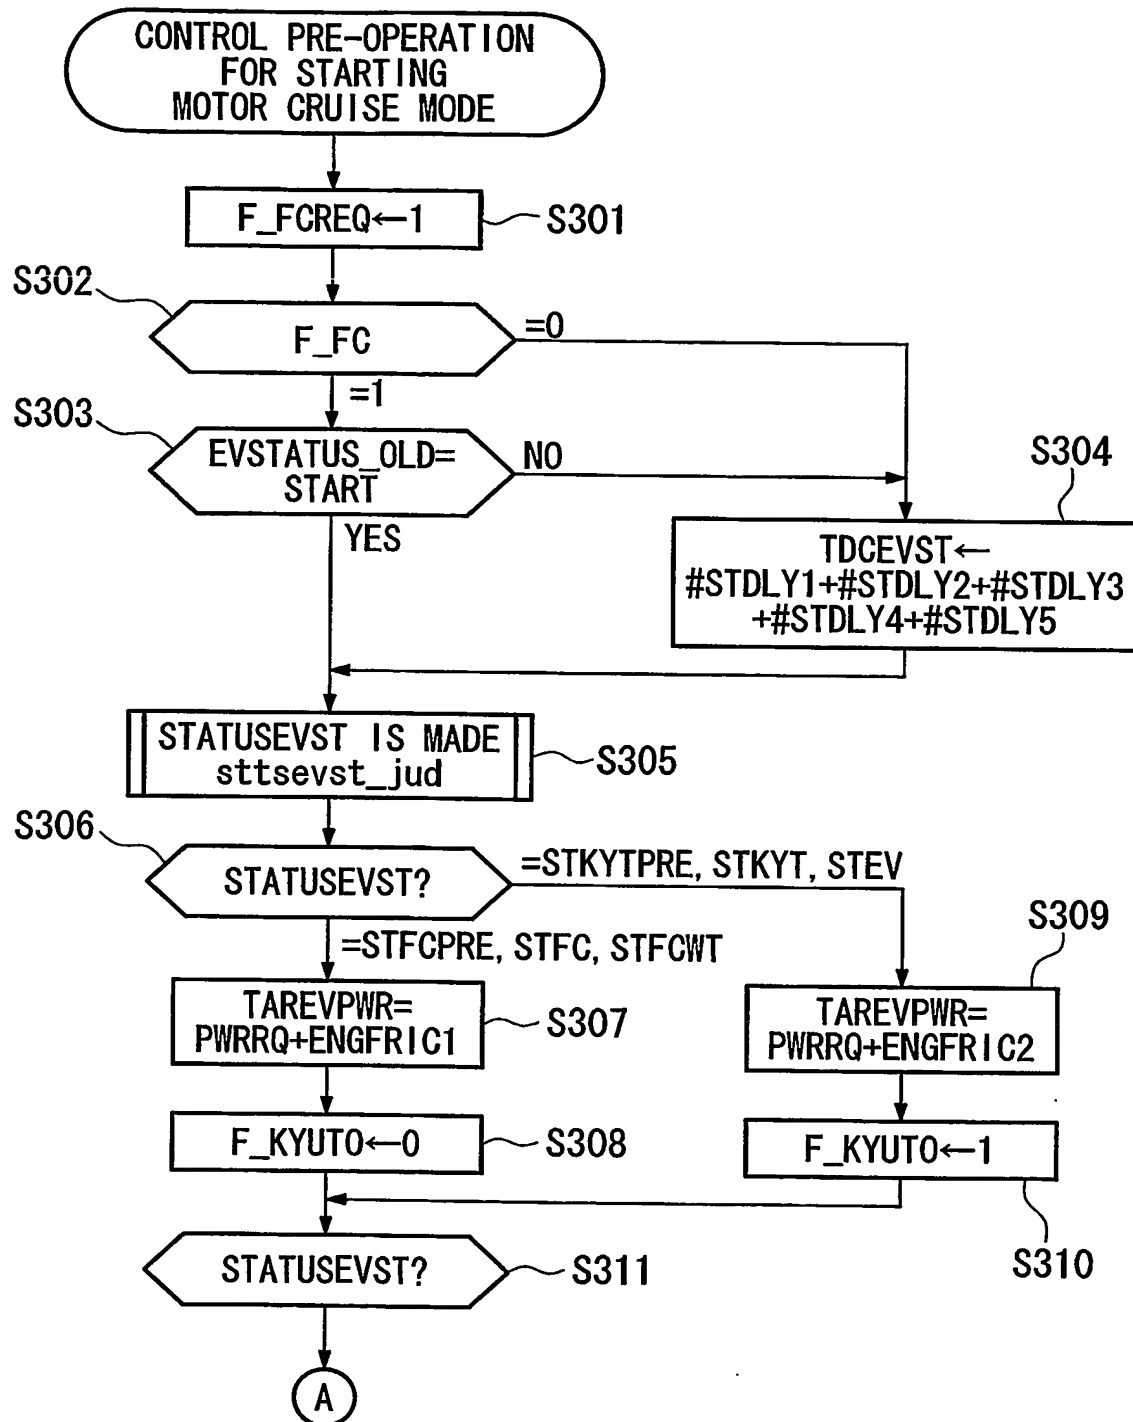 CONTROL PRE-OPERATION
FOR STARTING
MOTOR CRUISE MODE
F_FCREQ←1
S301
S302
F_FC
=0
=1
S303
EVSTATUS_OLD=
START
NO
YES
S304
TDCEVST←
#STDLY1+#STDLY2+#STDLY3
+#STDLY4+#STDLY5
STATUSEVST IS MADE
sttsevst_jud
S305
S306
STATUSEVST?
=STKYTPRE, STKYT, STEV
=STFCPRE, STFC, STFCWT
S309
TAREVPWR=
PWRRQ+ENGFRIC1
S307
TAREVPWR=
PWRRQ+ENGFRIC2
F_KYUTO←0
S308
F_KYUTO←1
S310
STATUSEVST?
S311
A